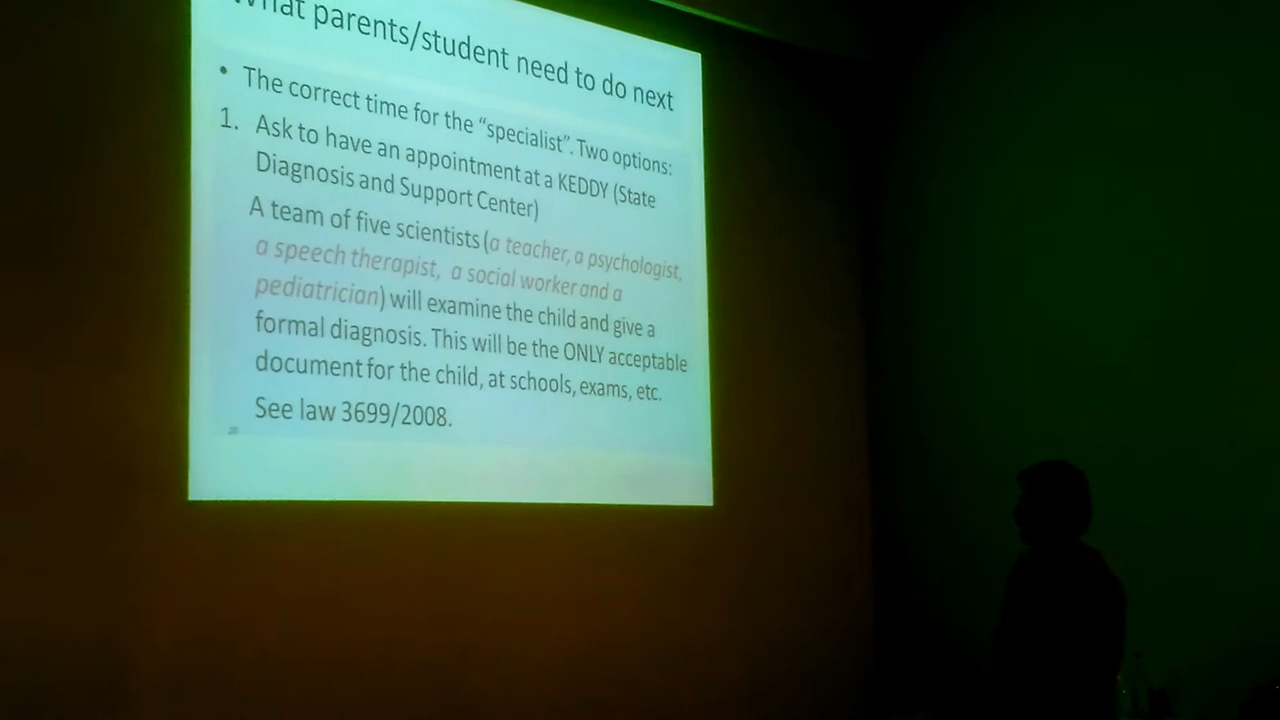 What parents/student need to do next
• The correct time for the “specialist”. Two options:
1. Ask to have an appointment at a KEDDY (State
Diagnosis and Support Center)
A team of five scientists (a teacher, a psychologist,
a speech therapist, a social worker and a
pediatrician) will examine the child and give a
formal diagnosis. This will be the ONLY acceptable
document for the child, at schools, exams, etc.
See law 3699/2008.